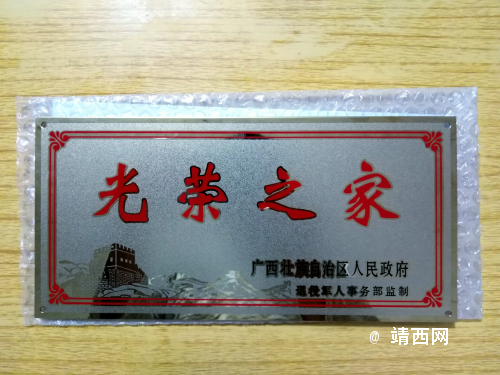 光荣之家
广西壮族自治区人民政府
退役军人事务部监制
@ 靖西网